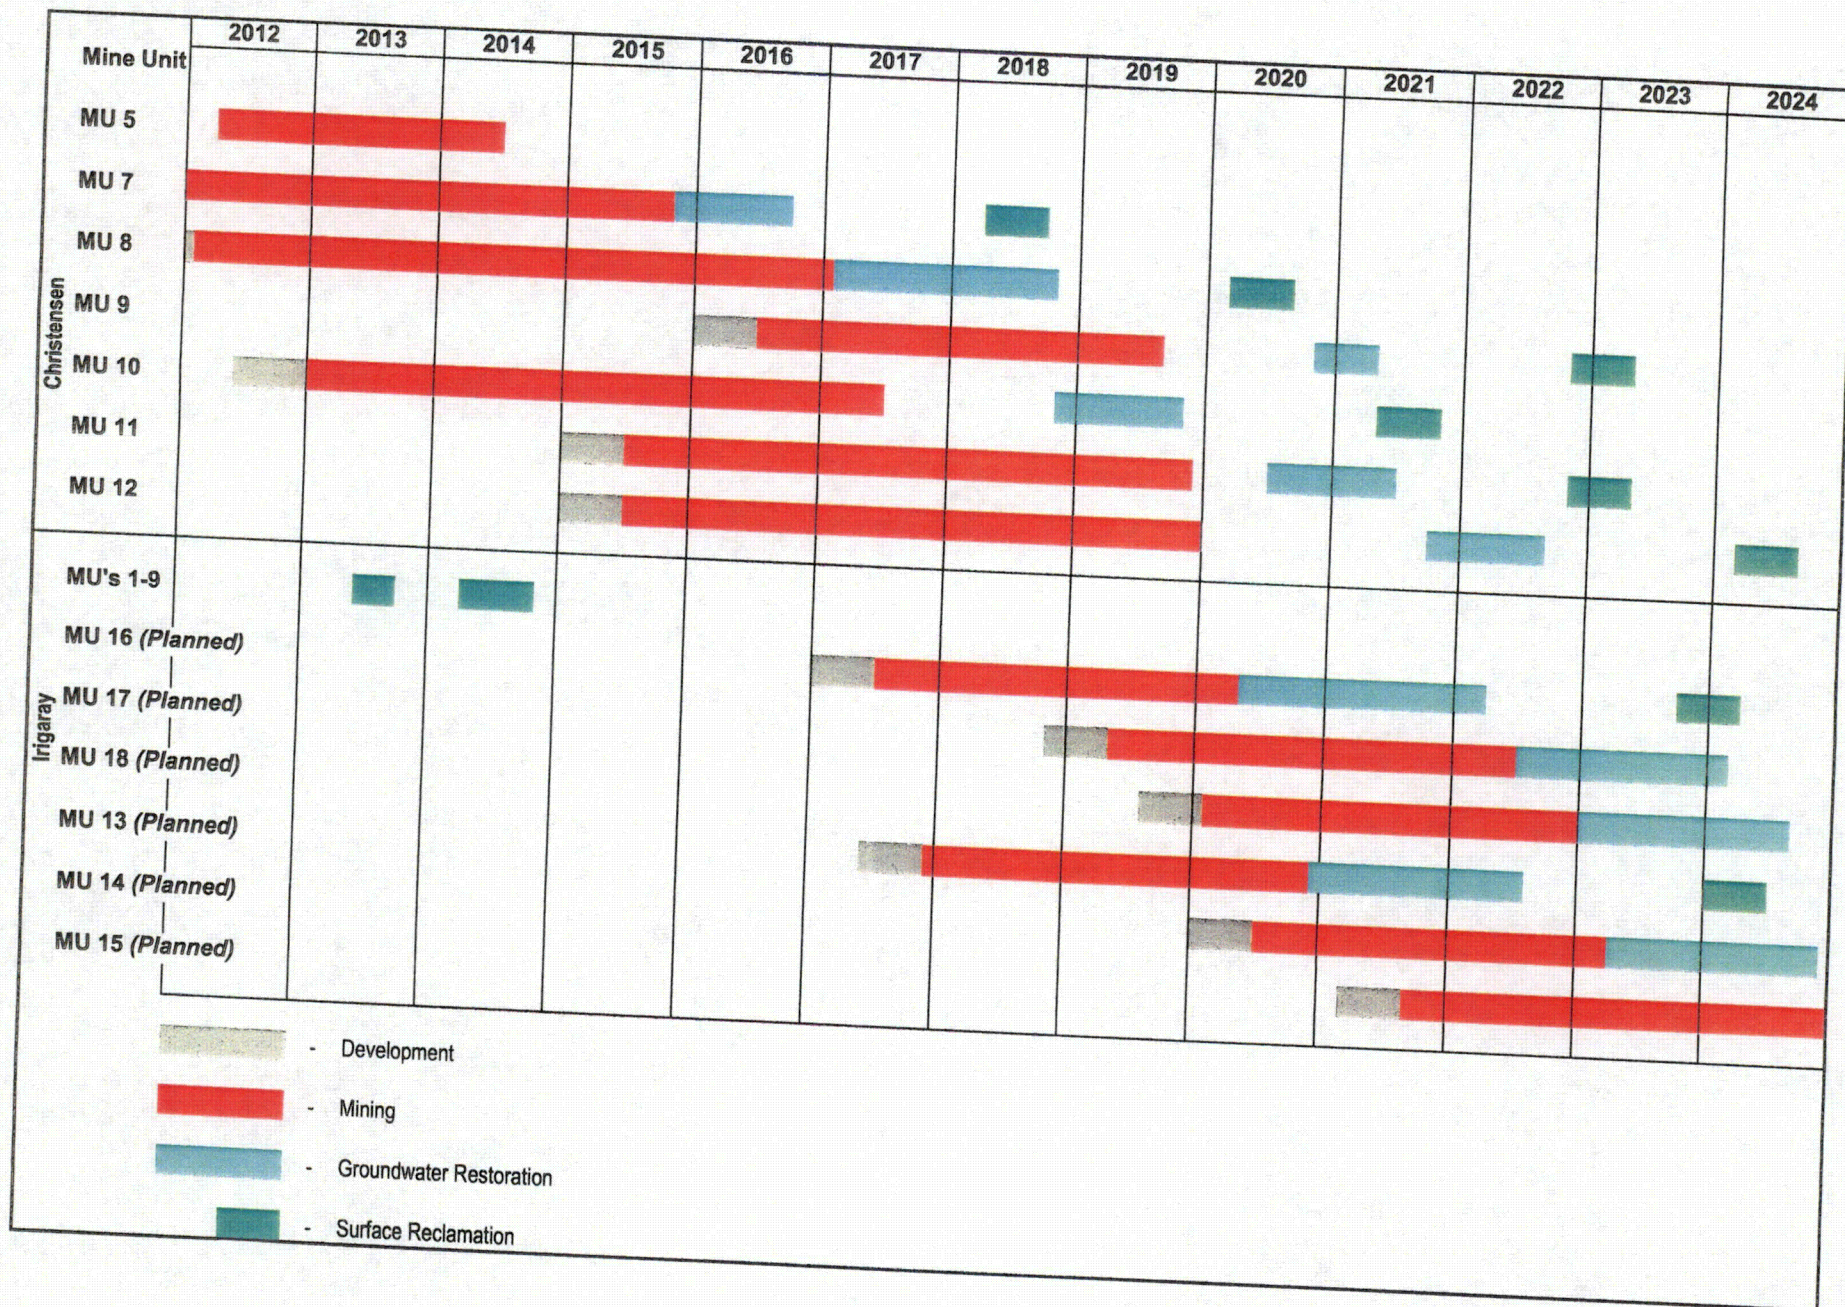 Mine Unit 2012 2013 2014 2015 2016 2017 2018 2019 2020 2021 2022 2023 2024
Christensen
MU 5
MU 7
MU 8
MU 9
MU 10
MU 11
MU 12
Irigaray
MU's 1-9
MU 16 (Planned)
MU 17 (Planned)
MU 18 (Planned)
MU 13 (Planned)
MU 14 (Planned)
MU 15 (Planned)
- Development
- Mining
- Groundwater Restoration
- Surface Reclamation